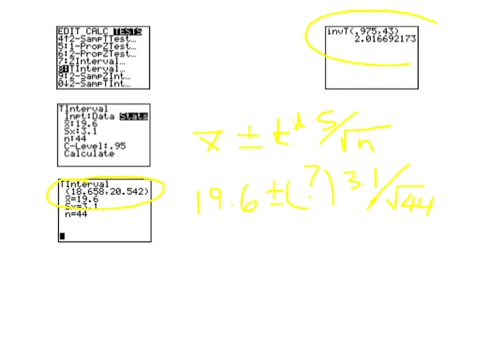 EDIT CALC TESTS
4↑2-SampTTest…
5:1-PropZTest…
6:2-PropZTest…
7:ZInterval…
8:TInterval…
9:2-SampZInt…
0↓2-SampTInt…
invT(.975,43)
2.016692173
TInterval
Inpt:Data Stats
x̄:19.6
Sx:3.1
n:44
C-Level:.95
Calculate
x̄ ± t* s/√n
TInterval
(18.658,20.542)
x̄=19.6
Sx=3.1
n=44
19.6 ± (?) 3.1/√44